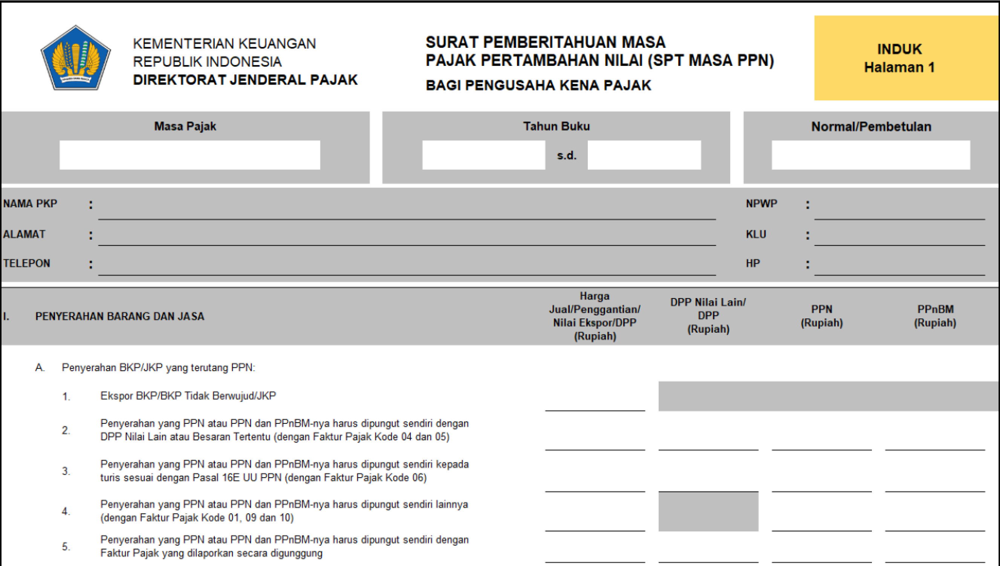 KEMENTERIAN KEUANGAN
REPUBLIK INDONESIA
DIREKTORAT JENDERAL PAJAK
SURAT PEMBERITAHUAN MASA
PAJAK PERTAMBAHAN NILAI (SPT MASA PPN)
BAGI PENGUSAHA KENA PAJAK
INDUK
Halaman 1
Masa Pajak
Tahun Buku
s.d.
Normal/Pembetulan
NAMA PKP :
NPWP :
ALAMAT :
KLU :
TELEPON :
HP :
I. PENYERAHAN BARANG DAN JASA
Harga
Jual/Penggantian/
Nilai Ekspor/DPP
(Rupiah)
DPP Nilai Lain/
DPP
(Rupiah)
PPN
(Rupiah)
PPnBM
(Rupiah)
A. Penyerahan BKP/JKP yang terutang PPN:
1. Ekspor BKP/BKP Tidak Berwujud/JKP
2. Penyerahan yang PPN atau PPN dan PPnBM-nya harus dipungut sendiri dengan
DPP Nilai Lain atau Besaran Tertentu (dengan Faktur Pajak Kode 04 dan 05)
3. Penyerahan yang PPN atau PPN dan PPnBM-nya harus dipungut sendiri kepada
turis sesuai dengan Pasal 16E UU PPN (dengan Faktur Pajak Kode 06)
4. Penyerahan yang PPN atau PPN dan PPnBM-nya harus dipungut sendiri lainnya
(dengan Faktur Pajak Kode 01, 09 dan 10)
5. Penyerahan yang PPN atau PPN dan PPnBM-nya harus dipungut sendiri dengan
Faktur Pajak yang dilaporkan secara digunggung